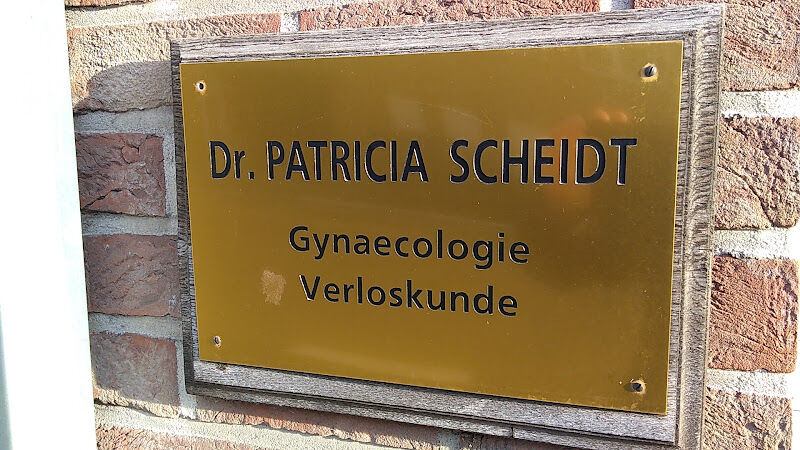 Dr. PATRICIA SCHEIDT
Gynaecologie
Verloskunde